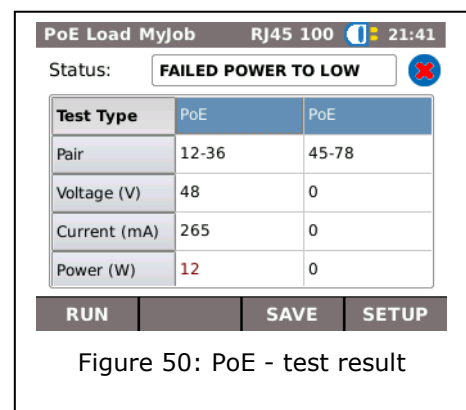 PoE Load MyJob RJ45 100 21:41
Status: FAILED POWER TO LOW
Test Type PoE PoE
Pair 12-36 45-78
Voltage (V) 48 0
Current (mA) 265 0
Power (W) 12 0
RUN SAVE SETUP
Figure 50: PoE - test result